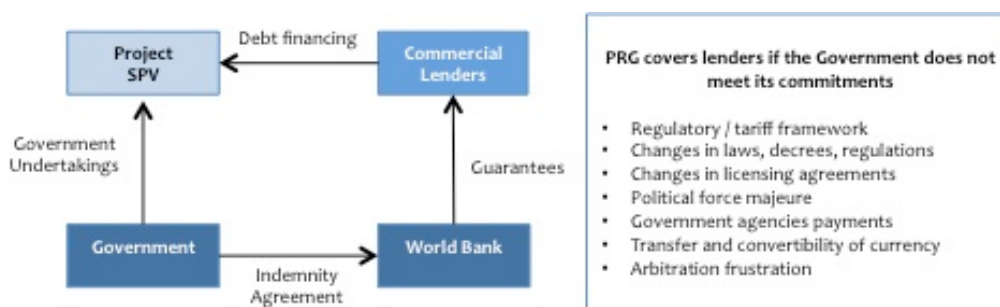 Project
SPV
Debt financing
Commercial
Lenders
Government
Undertakings
Guarantees
Government
World Bank
Indemnity
Agreement
PRG covers lenders if the Government does not
meet its commitments
• Regulatory / tariff framework
• Changes in laws, decrees, regulations
• Changes in licensing agreements
• Political force majeure
• Government agencies payments
• Transfer and convertibility of currency
• Arbitration frustration